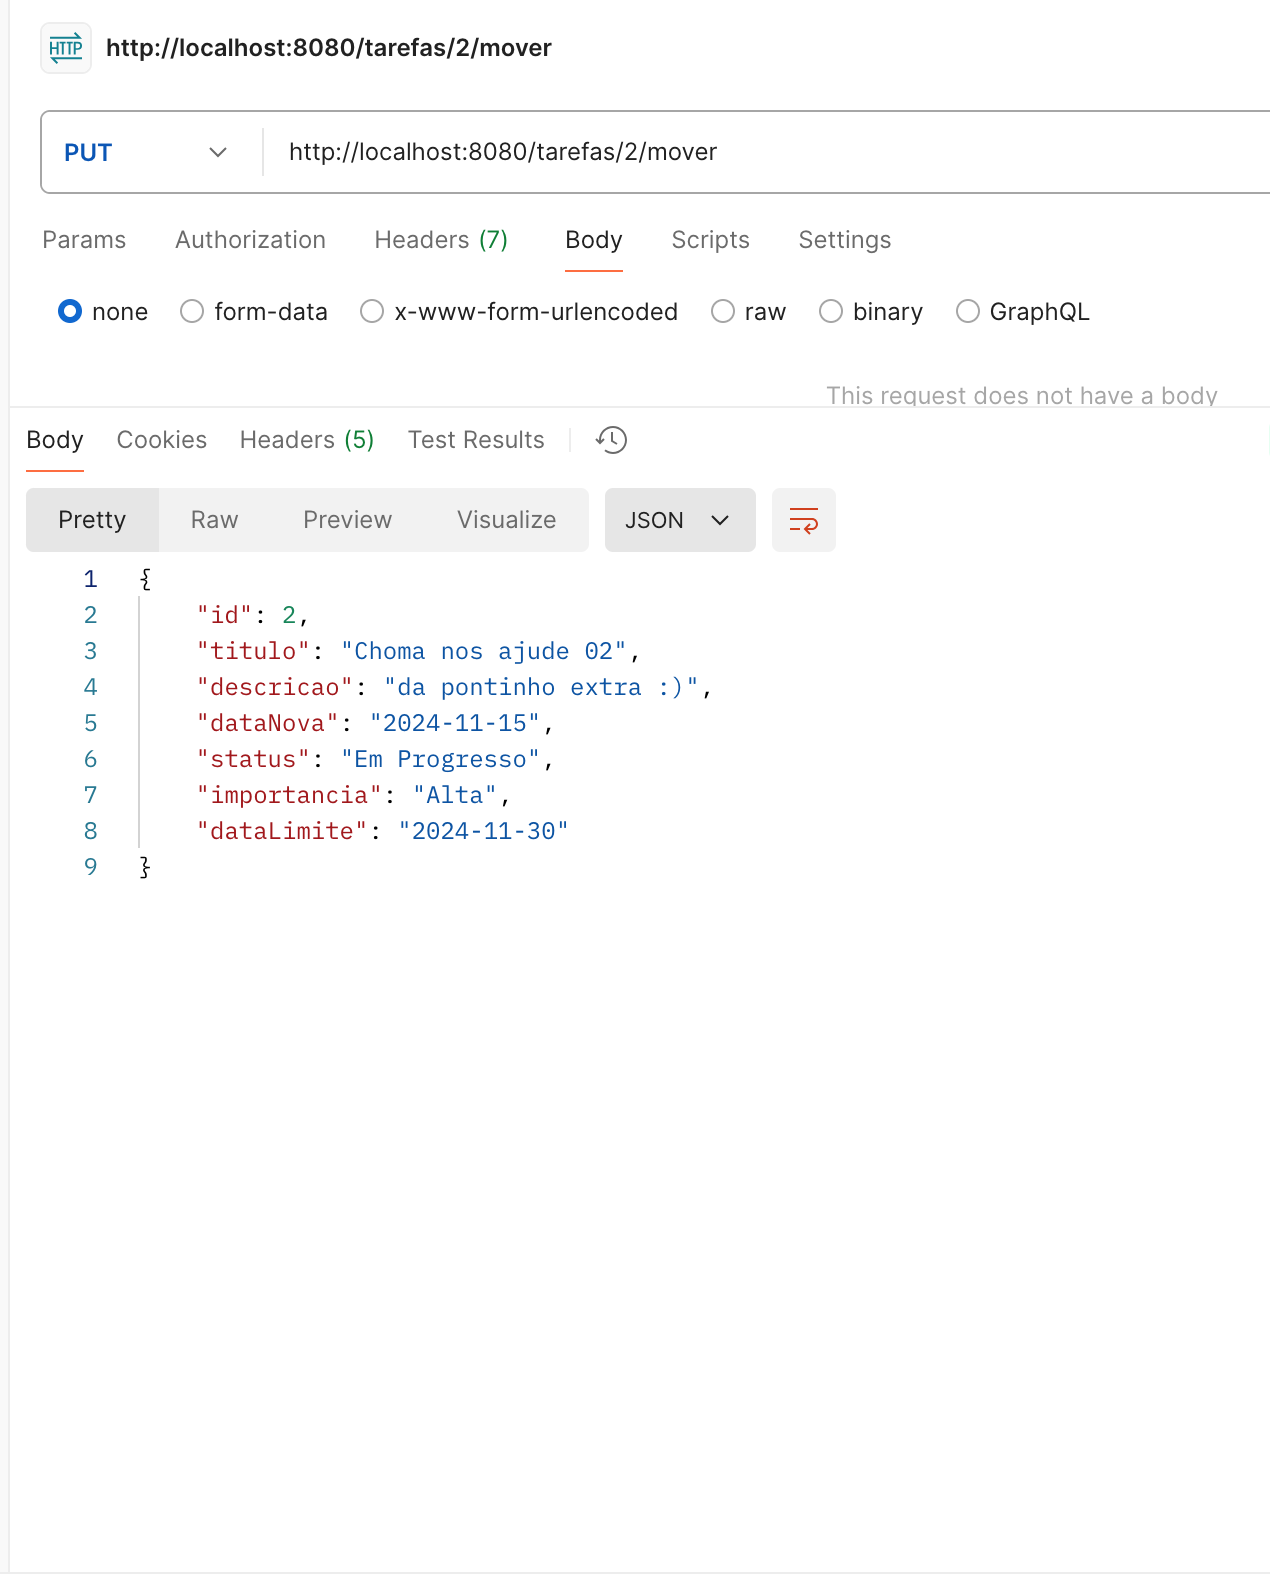 HTTP http://localhost:8080/tarefas/2/mover
PUT http://localhost:8080/tarefas/2/mover
Params Authorization Headers (7) Body Scripts Settings
none form-data x-www-form-urlencoded raw binary GraphQL
This request does not have a body
Body Cookies Headers (5) Test Results
Pretty Raw Preview Visualize JSON
1 {
2 "id": 2,
3 "titulo": "Choma nos ajude 02",
4 "descricao": "da pontinho extra :)",
5 "dataNova": "2024-11-15",
6 "status": "Em Progresso",
7 "importancia": "Alta",
8 "dataLimite": "2024-11-30"
9 }